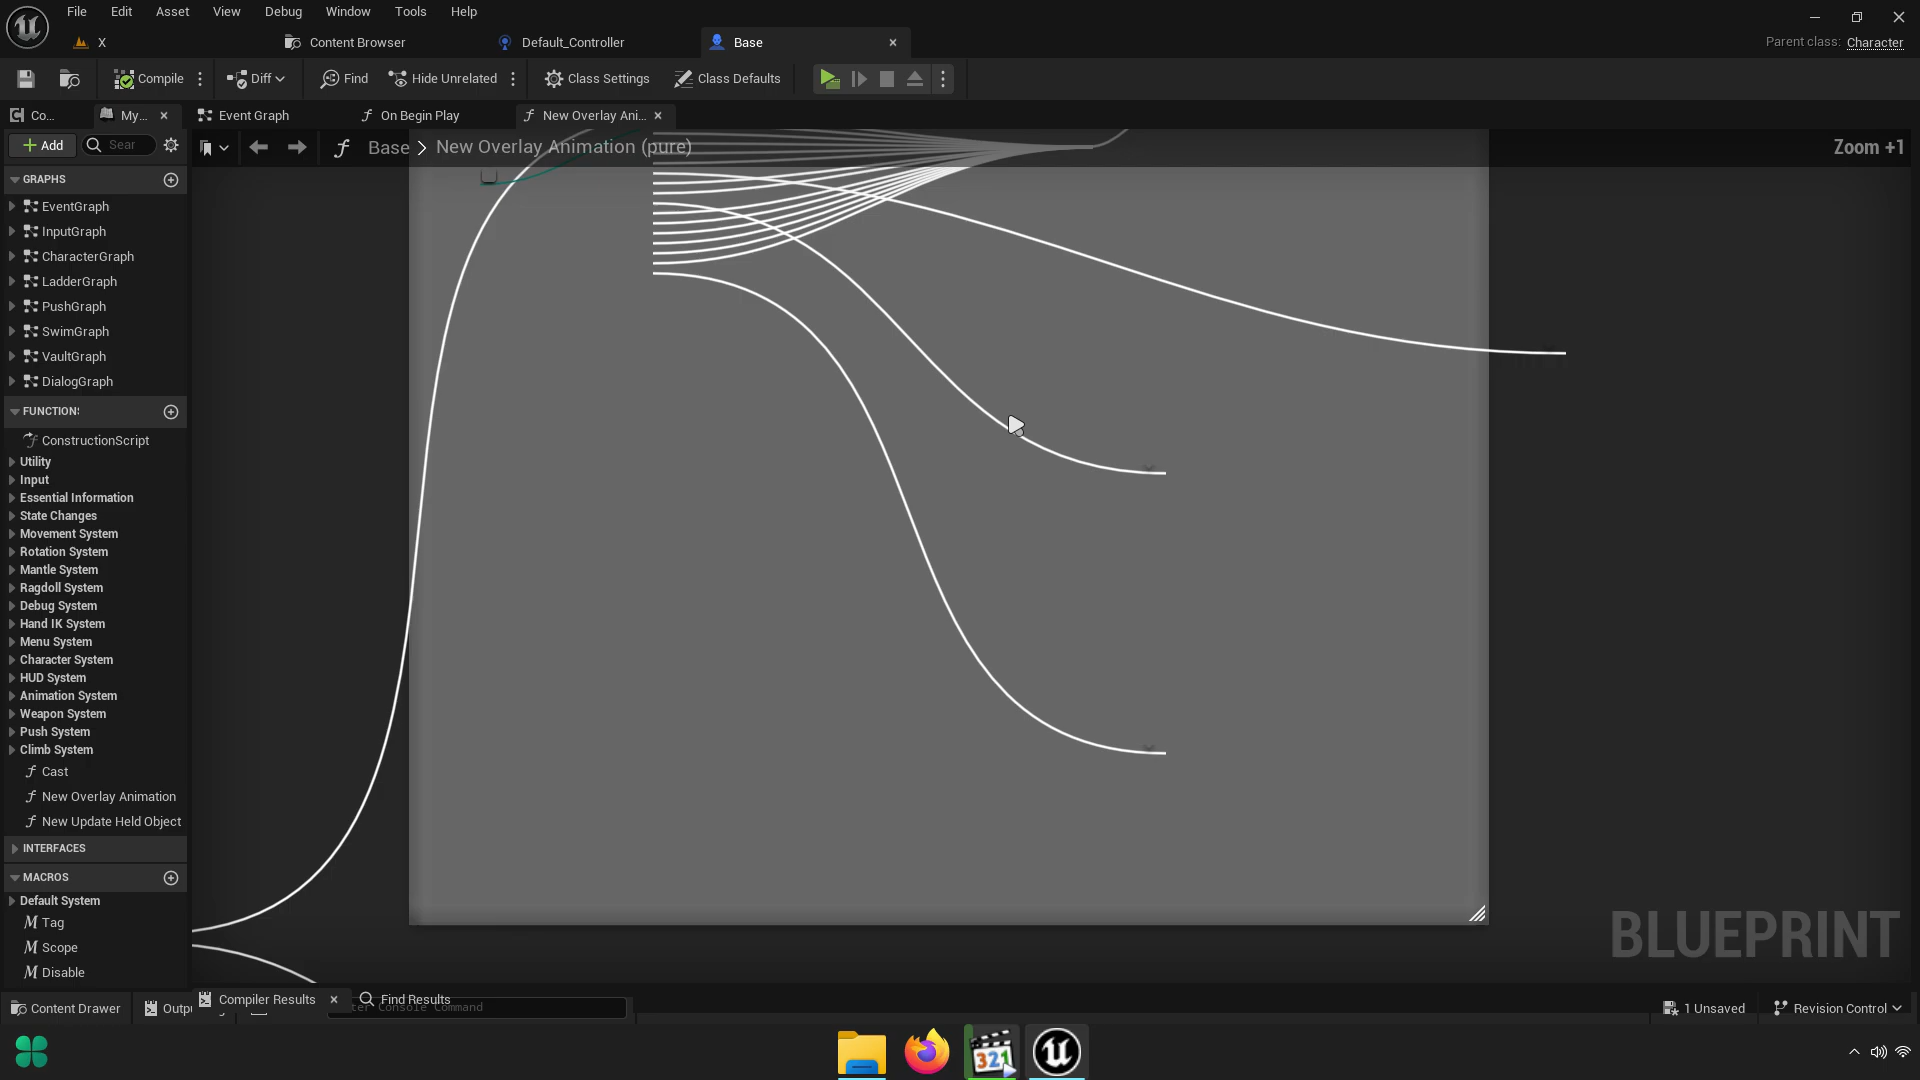 File Edit Asset View Debug Window Tools Help
X
Content Browser
Default_Controller
Base
Parent class: Character
Compile
Diff
Find
Hide Unrelated
Class Settings
Class Defaults
Co...
My...
Event Graph
On Begin Play
New Overlay Ani...
Add
Sear
Base > New Overlay Animation (pure)
Zoom +1
GRAPHS
EventGraph
InputGraph
CharacterGraph
LadderGraph
PushGraph
SwimGraph
VaultGraph
DialogGraph
FUNCTIONS
ConstructionScript
Utility
Input
Essential Information
State Changes
Movement System
Rotation System
Mantle System
Ragdoll System
Debug System
Hand IK System
Menu System
Character System
HUD System
Animation System
Weapon System
Push System
Climb System
Cast
New Overlay Animation
New Update Held Object
INTERFACES
MACROS
Default System
Tag
Scope
Disable
BLUEPRINT
Compiler Results
Find Results
Content Drawer
Outp
ter Console Command
1 Unsaved
Revision Control
321